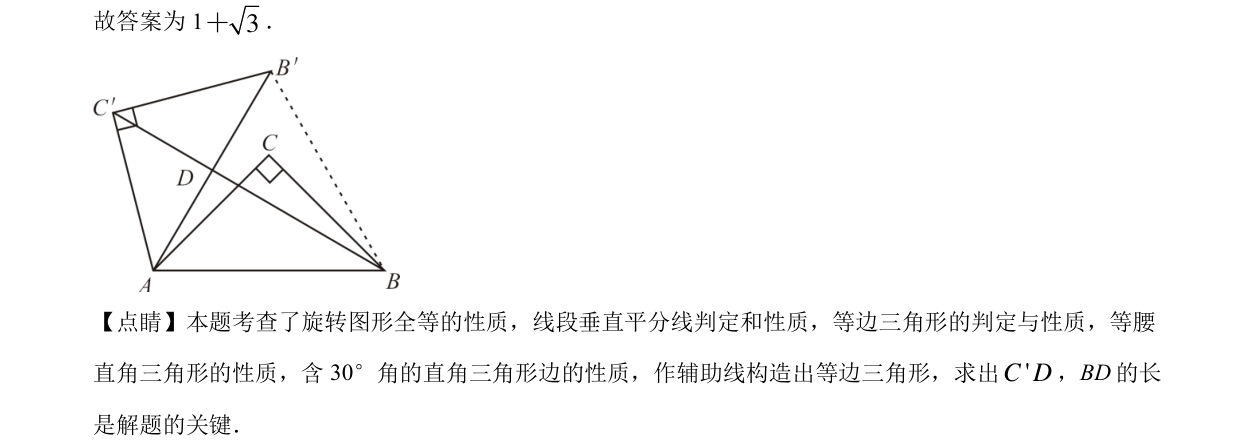 故答案为 1+√3．
B'
C'
C
D
A
B
【点睛】本题考查了旋转图形全等的性质，线段垂直平分线判定和性质，等边三角形的判定与性质，等腰
直角三角形的性质，含 30°角的直角三角形边的性质，作辅助线构造出等边三角形，求出 C'D，BD 的长
是解题的关键．